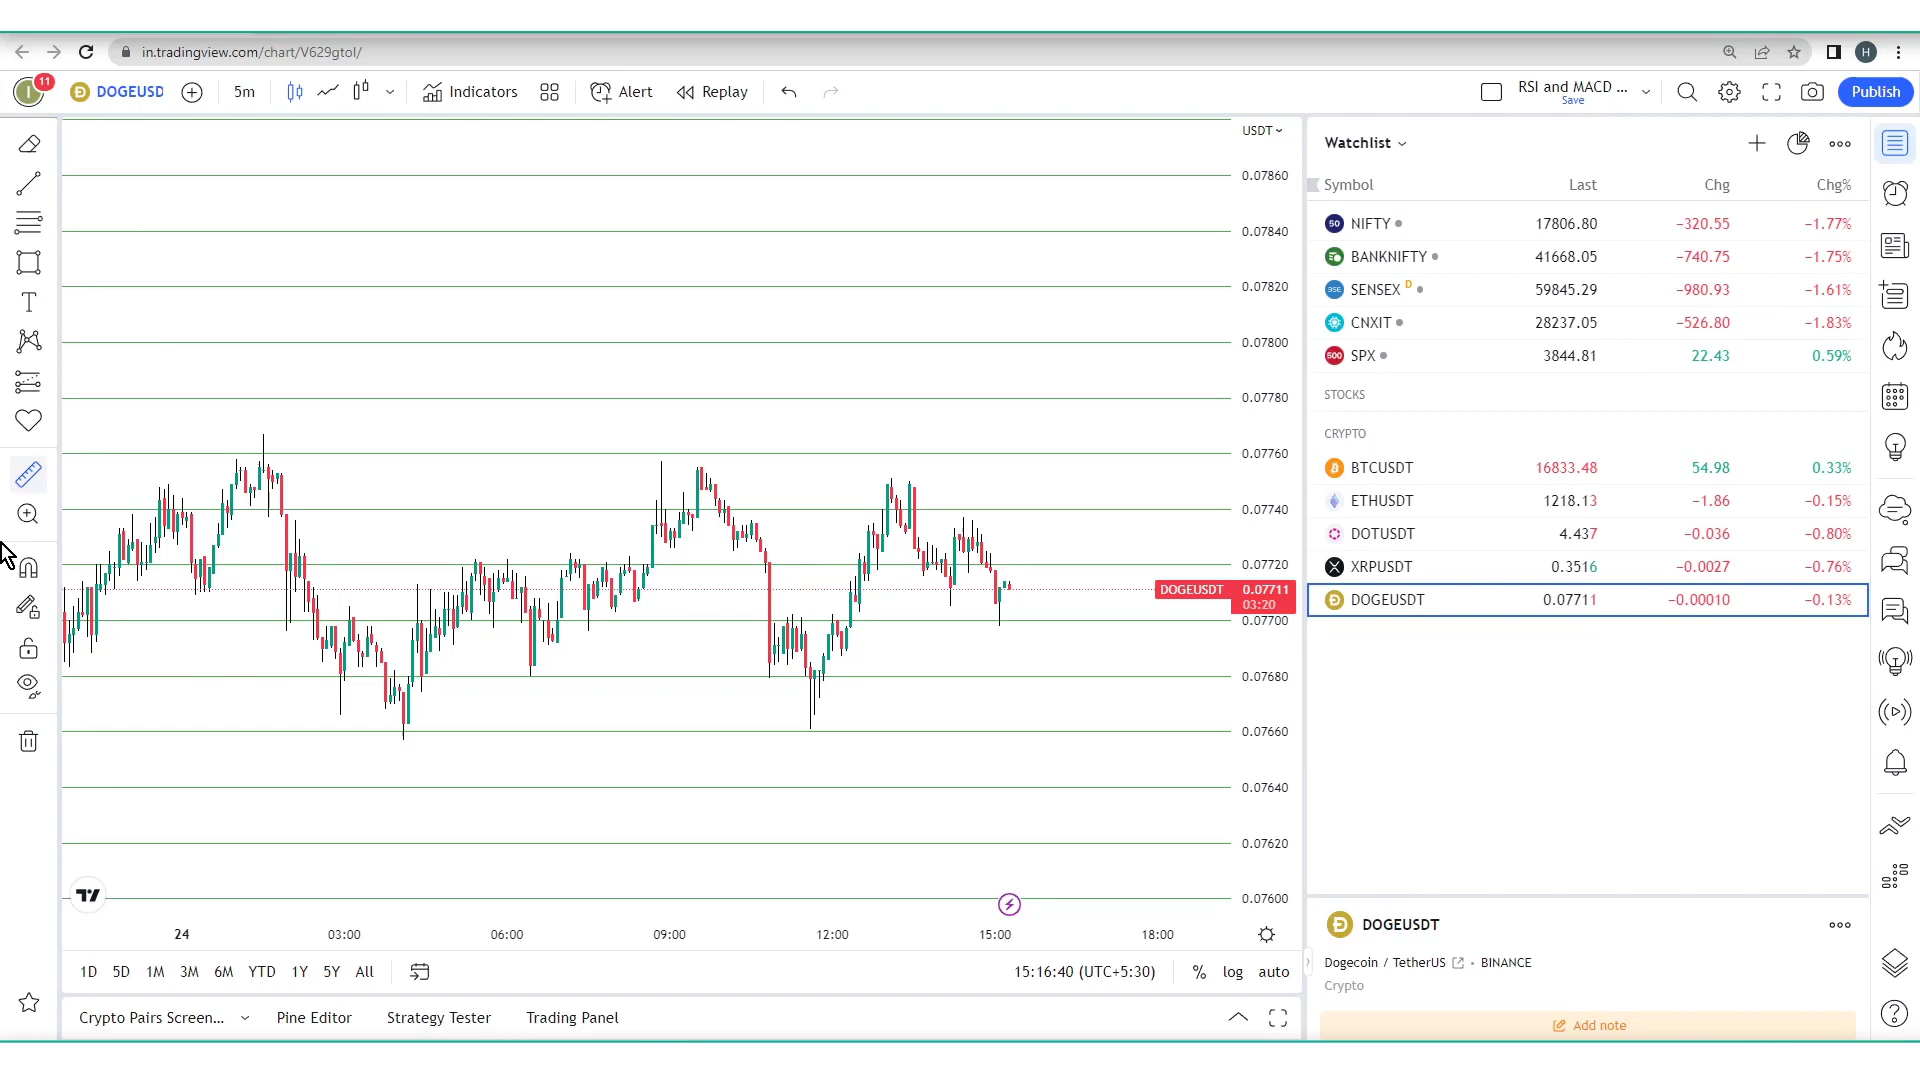 in.tradingview.com/chart/V629gtol/
H
11
I
DOGEUSD
5m
Indicators
Alert
Replay
RSI and MACD ...
Save
Publish
USDT
0.07860
0.07840
0.07820
0.07800
0.07780
0.07760
0.07740
0.07720
DOGEUSDT 0.07711
03:20
0.07700
0.07680
0.07660
0.07640
0.07620
0.07600
24 03:00 06:00 09:00 12:00 15:00 18:00
1D 5D 1M 3M 6M YTD 1Y 5Y All
15:16:40 (UTC+5:30) % log auto
Crypto Pairs Screen... Pine Editor Strategy Tester Trading Panel
Watchlist
Symbol Last Chg Chg%
50 NIFTY 17806.80 −320.55 −1.77%
BANKNIFTY 41668.05 −740.75 −1.75%
BSE SENSEX D 59845.29 −980.93 −1.61%
CNXIT 28237.05 −526.80 −1.83%
500 SPX 3844.81 22.43 0.59%
STOCKS
CRYPTO
BTCUSDT 16833.48 54.98 0.33%
ETHUSDT 1218.13 −1.86 −0.15%
DOTUSDT 4.437 −0.036 −0.80%
XRPUSDT 0.3516 −0.0027 −0.76%
DOGEUSDT 0.07711 −0.00010 −0.13%
DOGEUSDT
Dogecoin / TetherUS • BINANCE
Crypto
Add note